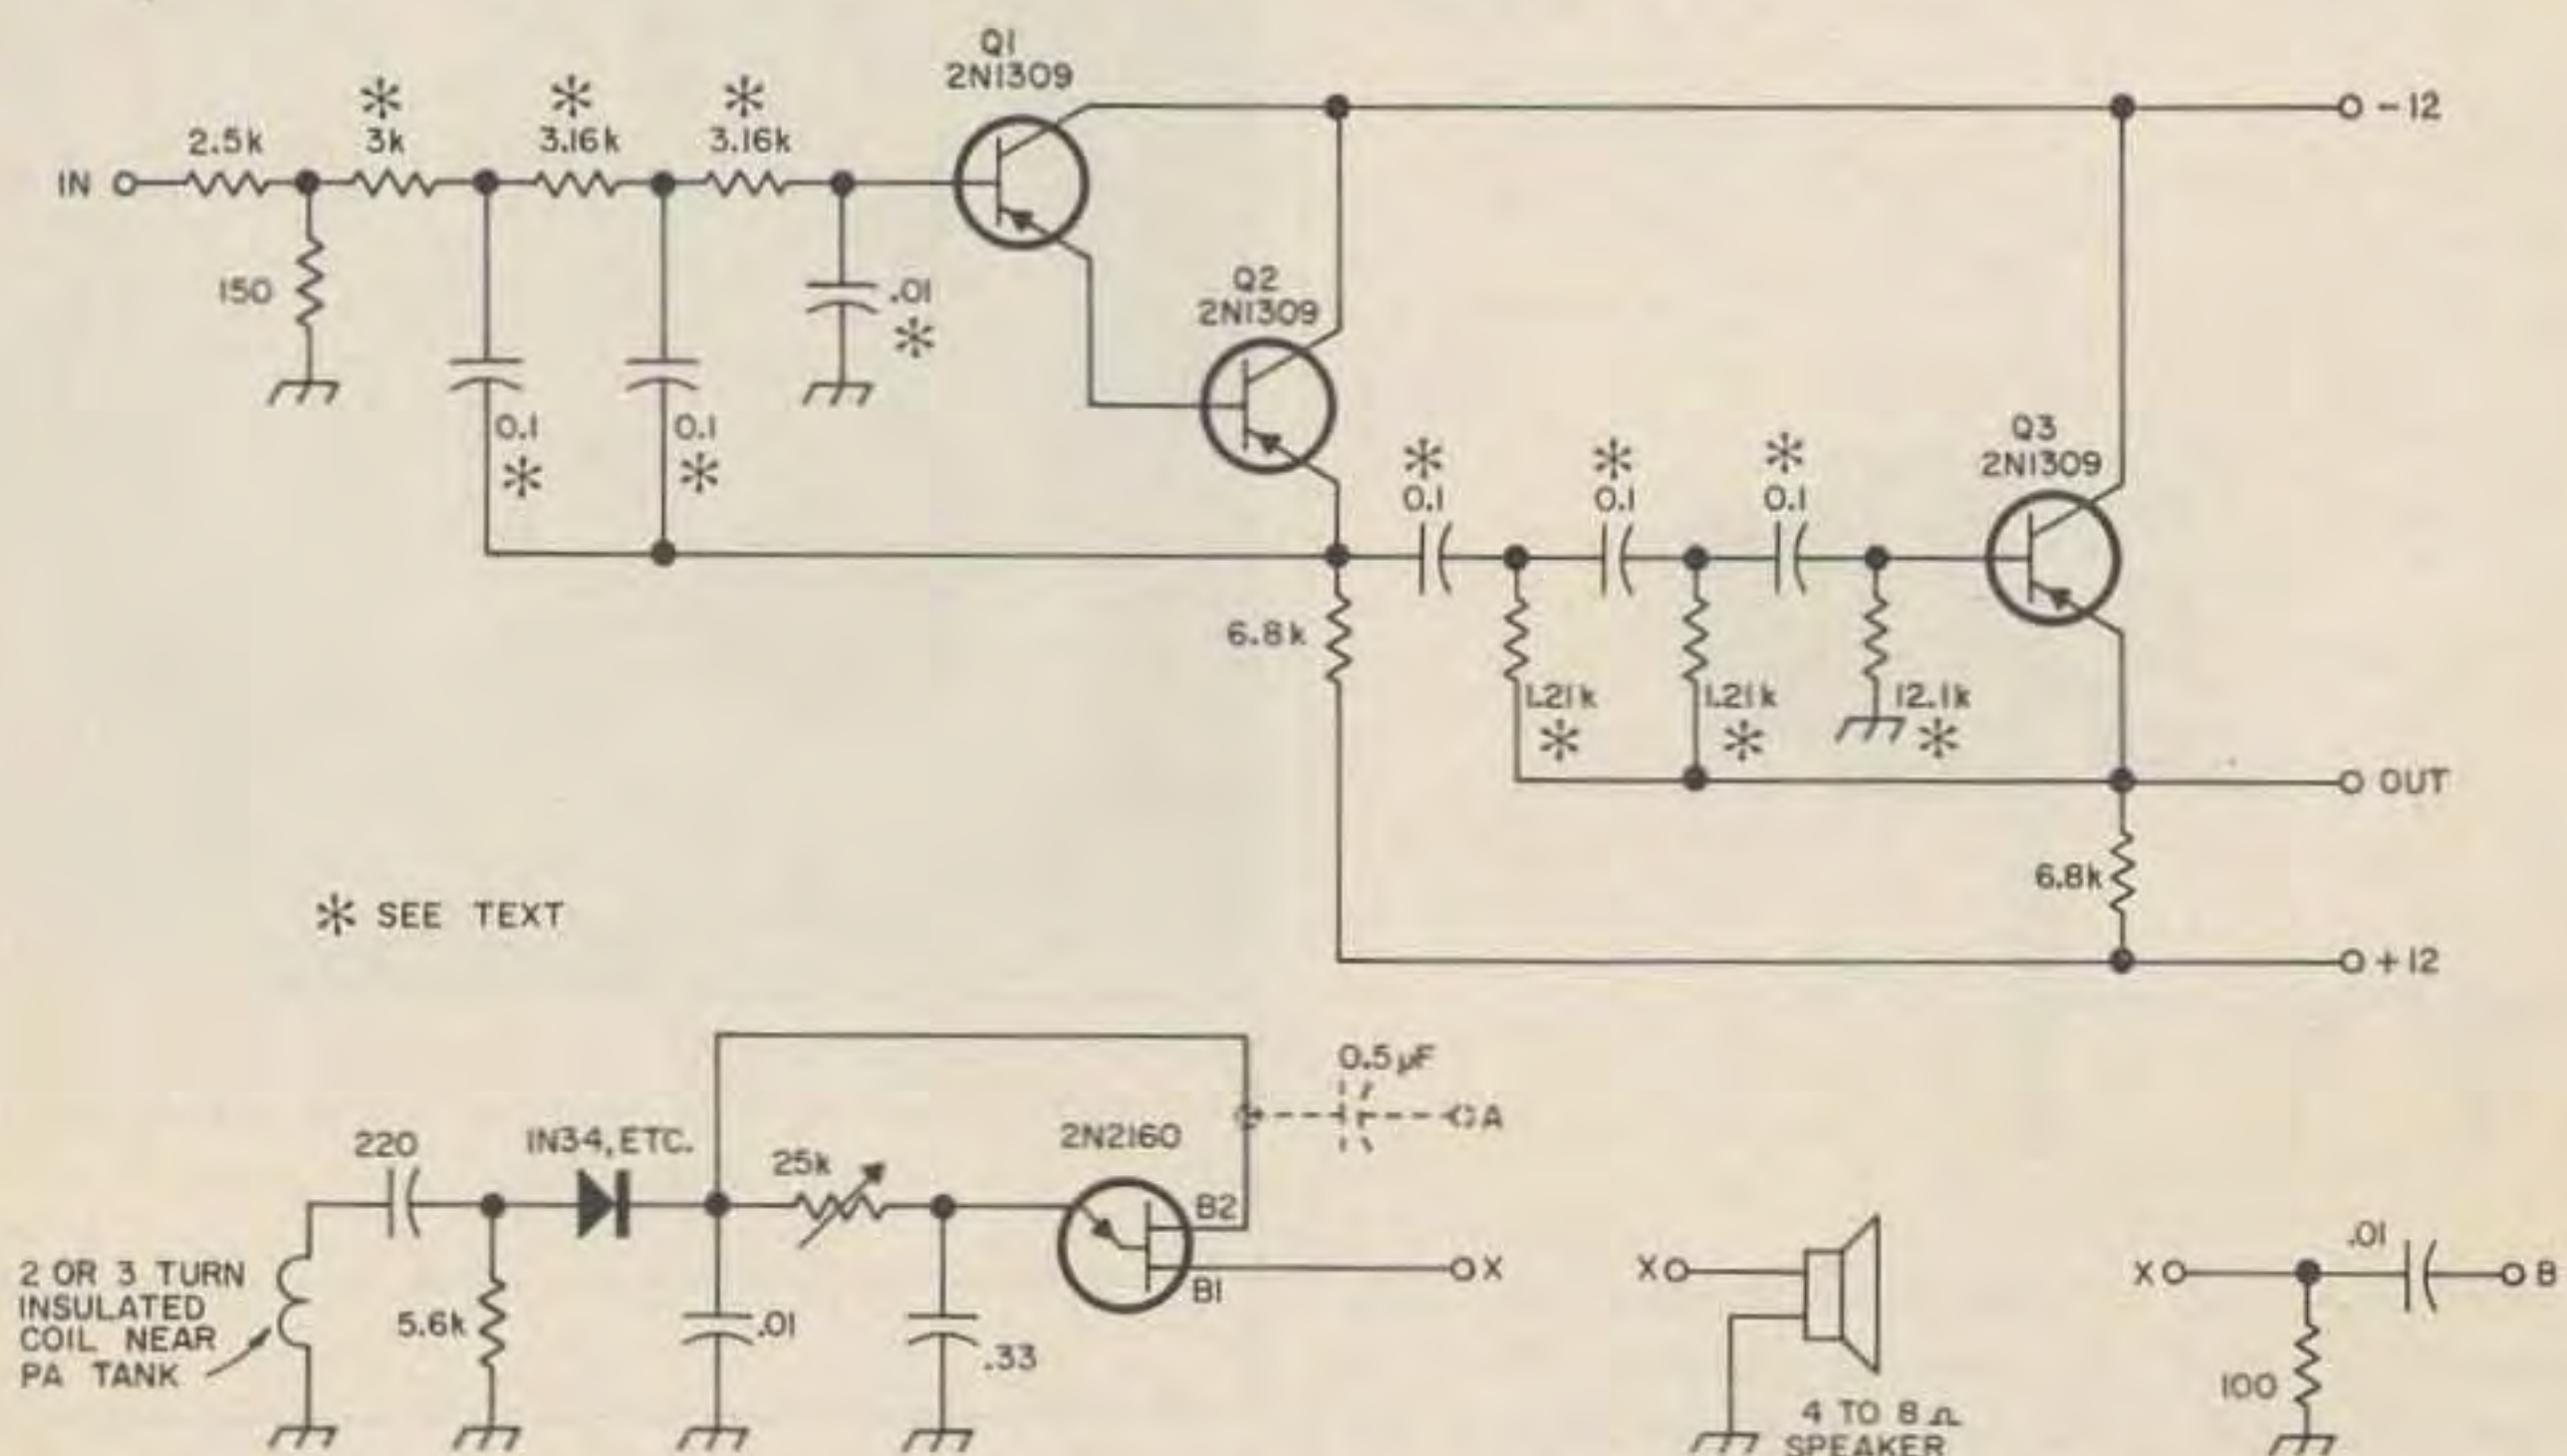 Q1
2N1309
2.5k
* 3k
* 3.16k
* 3.16k
IN
150
.01 *
0.1 *
0.1 *
-12
Q2
2N1309
* 0.1
* 0.1
* 0.1
Q3
2N1309
6.8k
1.21k *
1.21k *
12.1k *
OUT
6.8k
+12
* SEE TEXT
0.5 µF
A
220
IN34, ETC.
25k
2N2160
B2
B1
X
2 OR 3 TURN
INSULATED
COIL NEAR
PA TANK
5.6k
.01
.33
X
4 TO 8 Ω
SPEAKER
X
.01
B
100